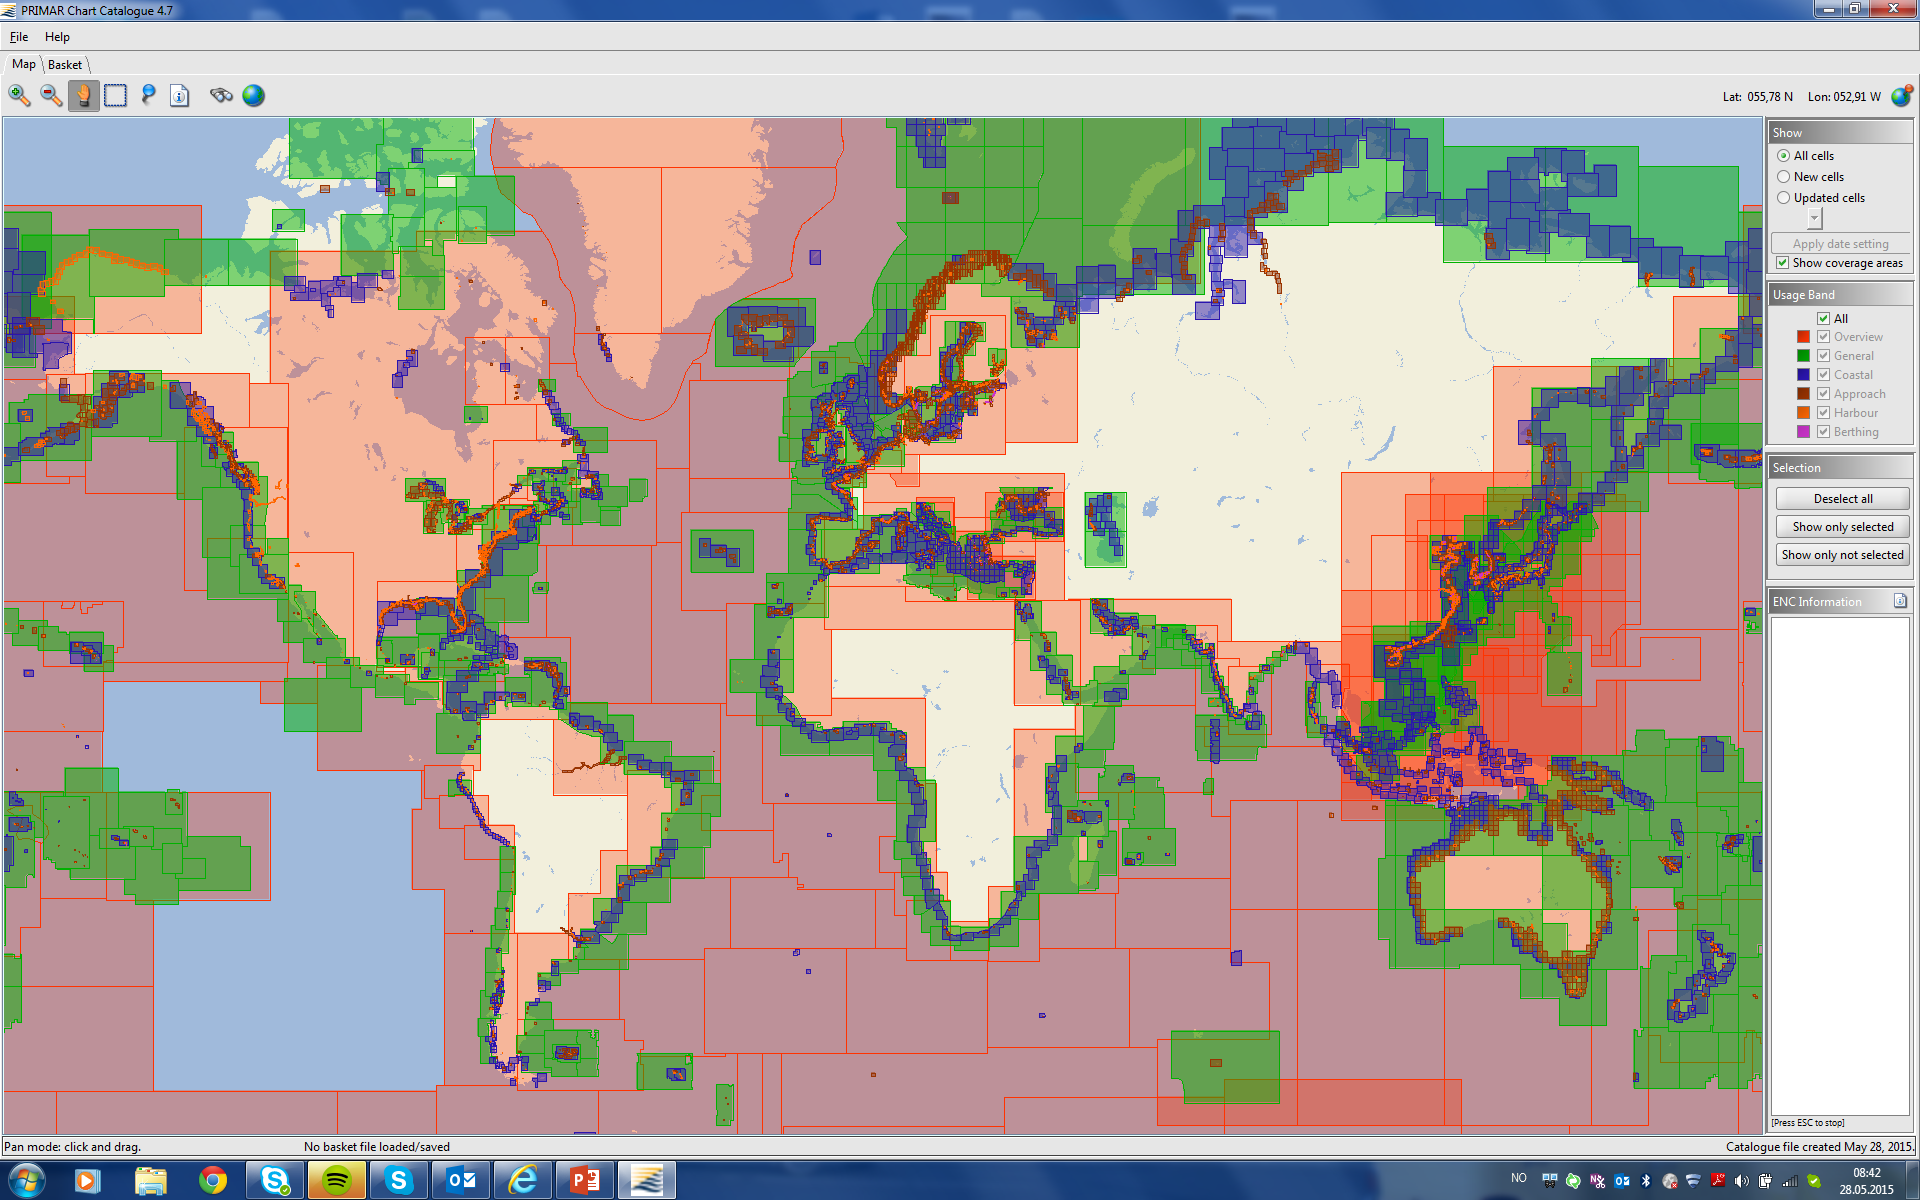 PRIMAR Chart Catalogue 4.7
File Help
Map Basket
Lat: 055,78 N Lon: 052,91 W
Show
All cells
New cells
Updated cells
Apply date setting
Show coverage areas
Usage Band
All
Overview
General
Coastal
Approach
Harbour
Berthing
Selection
Deselect all
Show only selected
Show only not selected
ENC Information
[Press ESC to stop]
Pan mode: click and drag. No basket file loaded/saved Catalogue file created May 28, 2015.
NO 08:42
28.05.2015